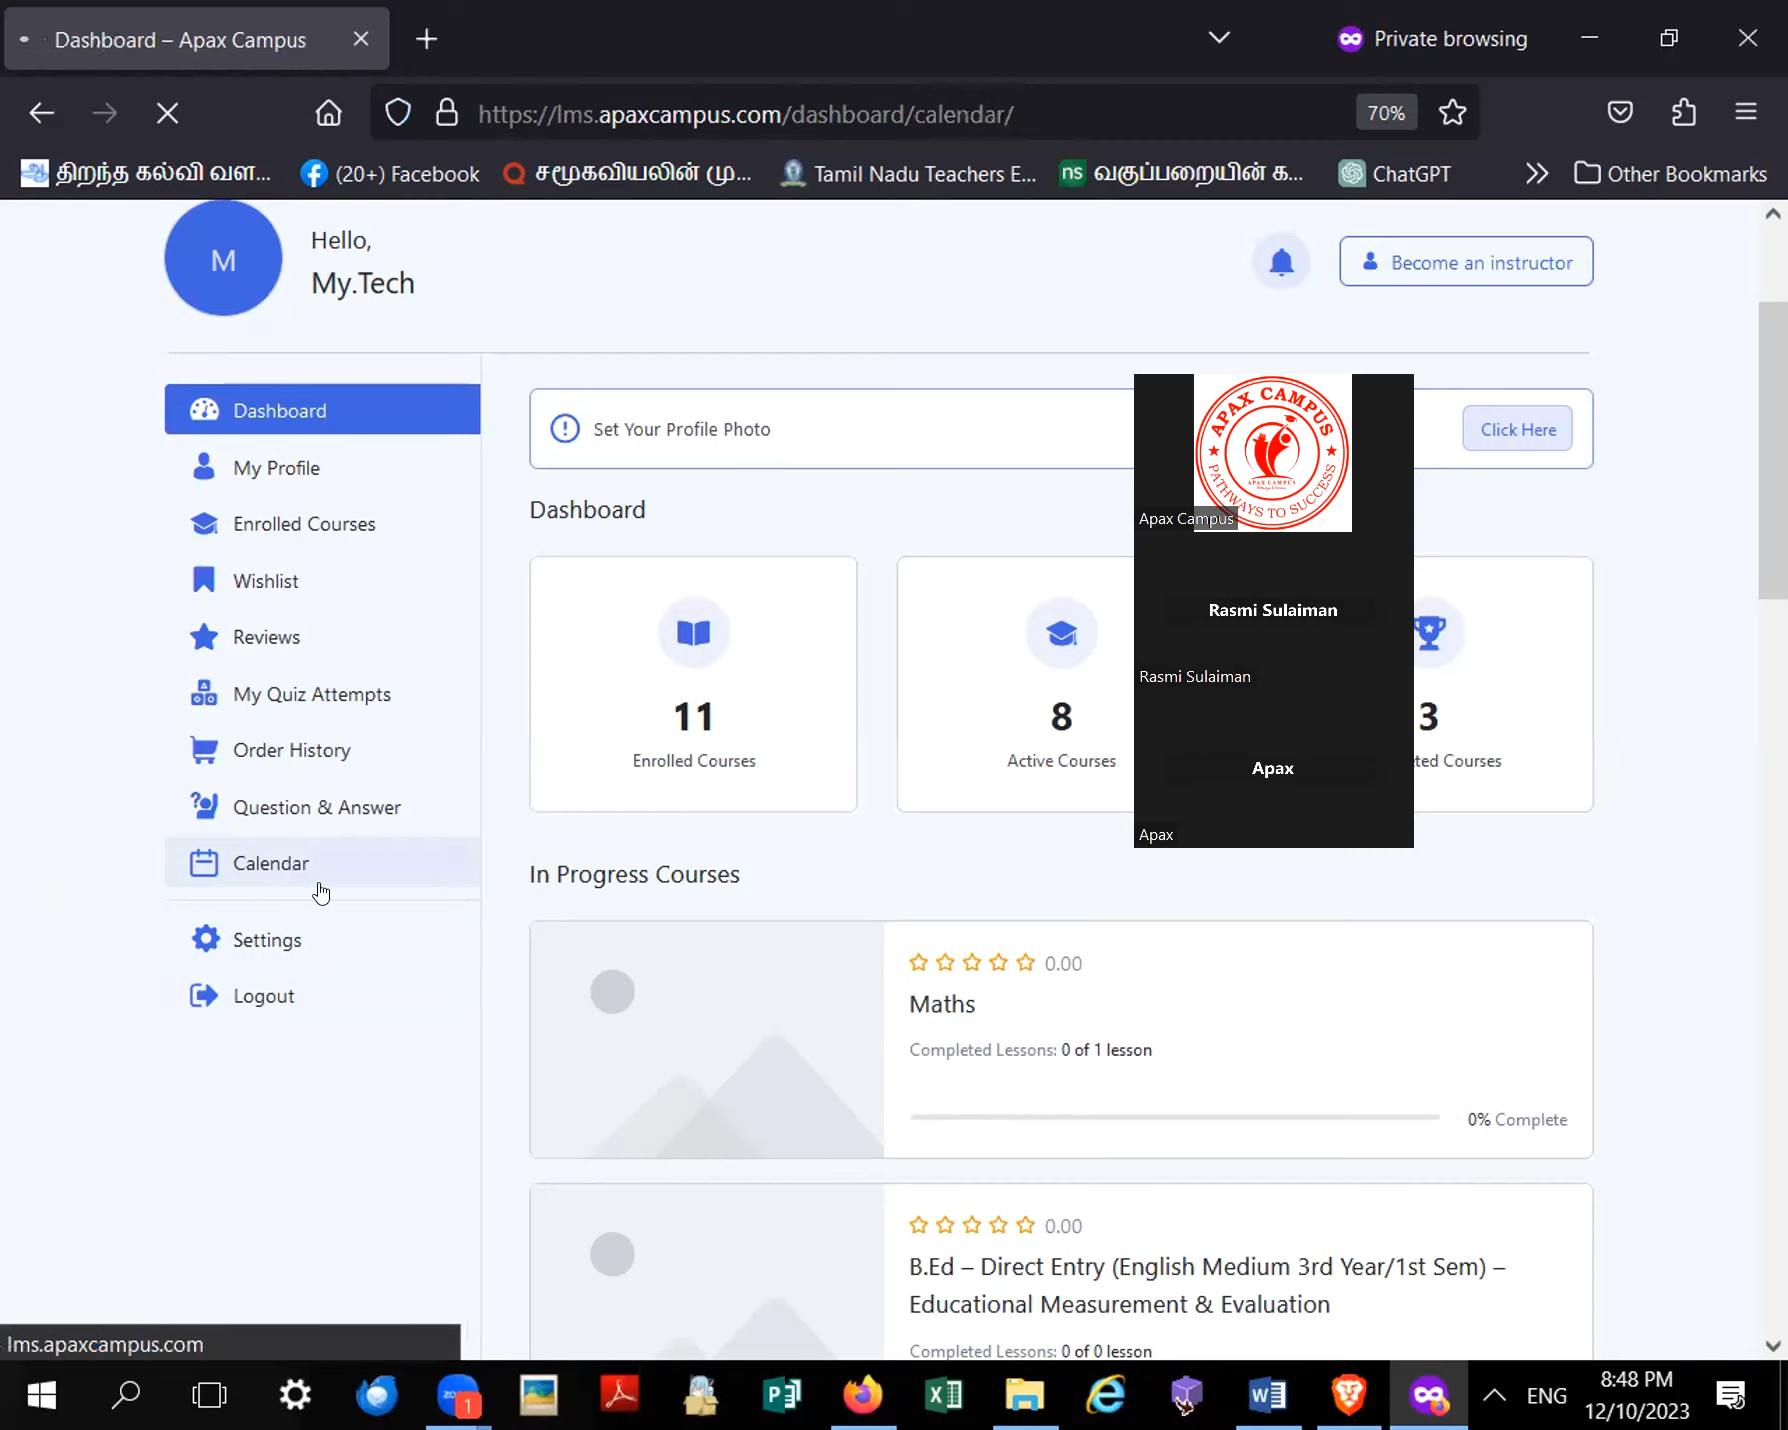 Dashboard – Apax Campus
Private browsing
https://lms.apaxcampus.com/dashboard/calendar/
70%
திறந்த கல்வி வள...
(20+) Facebook
சமூகவியலின் மு...
Tamil Nadu Teachers E...
ns
வகுப்பறையின் க...
ChatGPT
Other Bookmarks
M
Hello,
My.Tech
Become an instructor
Dashboard
My Profile
Enrolled Courses
Wishlist
Reviews
My Quiz Attempts
Order History
Question & Answer
Calendar
Settings
Logout
Set Your Profile Photo
Click Here
Dashboard
11
Enrolled Courses
8
Active Courses
3
ted Courses
APAX CAMPUS
APAX CAMPUS
PATHWAYS TO SUCCESS
Apax Campus
Rasmi Sulaiman
Rasmi Sulaiman
Apax
Apax
In Progress Courses
0.00
Maths
Completed Lessons: 0 of 1 lesson
0% Complete
0.00
B.Ed – Direct Entry (English Medium 3rd Year/1st Sem) –
Educational Measurement & Evaluation
Completed Lessons: 0 of 0 lesson
lms.apaxcampus.com
1
ENG
8:48 PM
12/10/2023